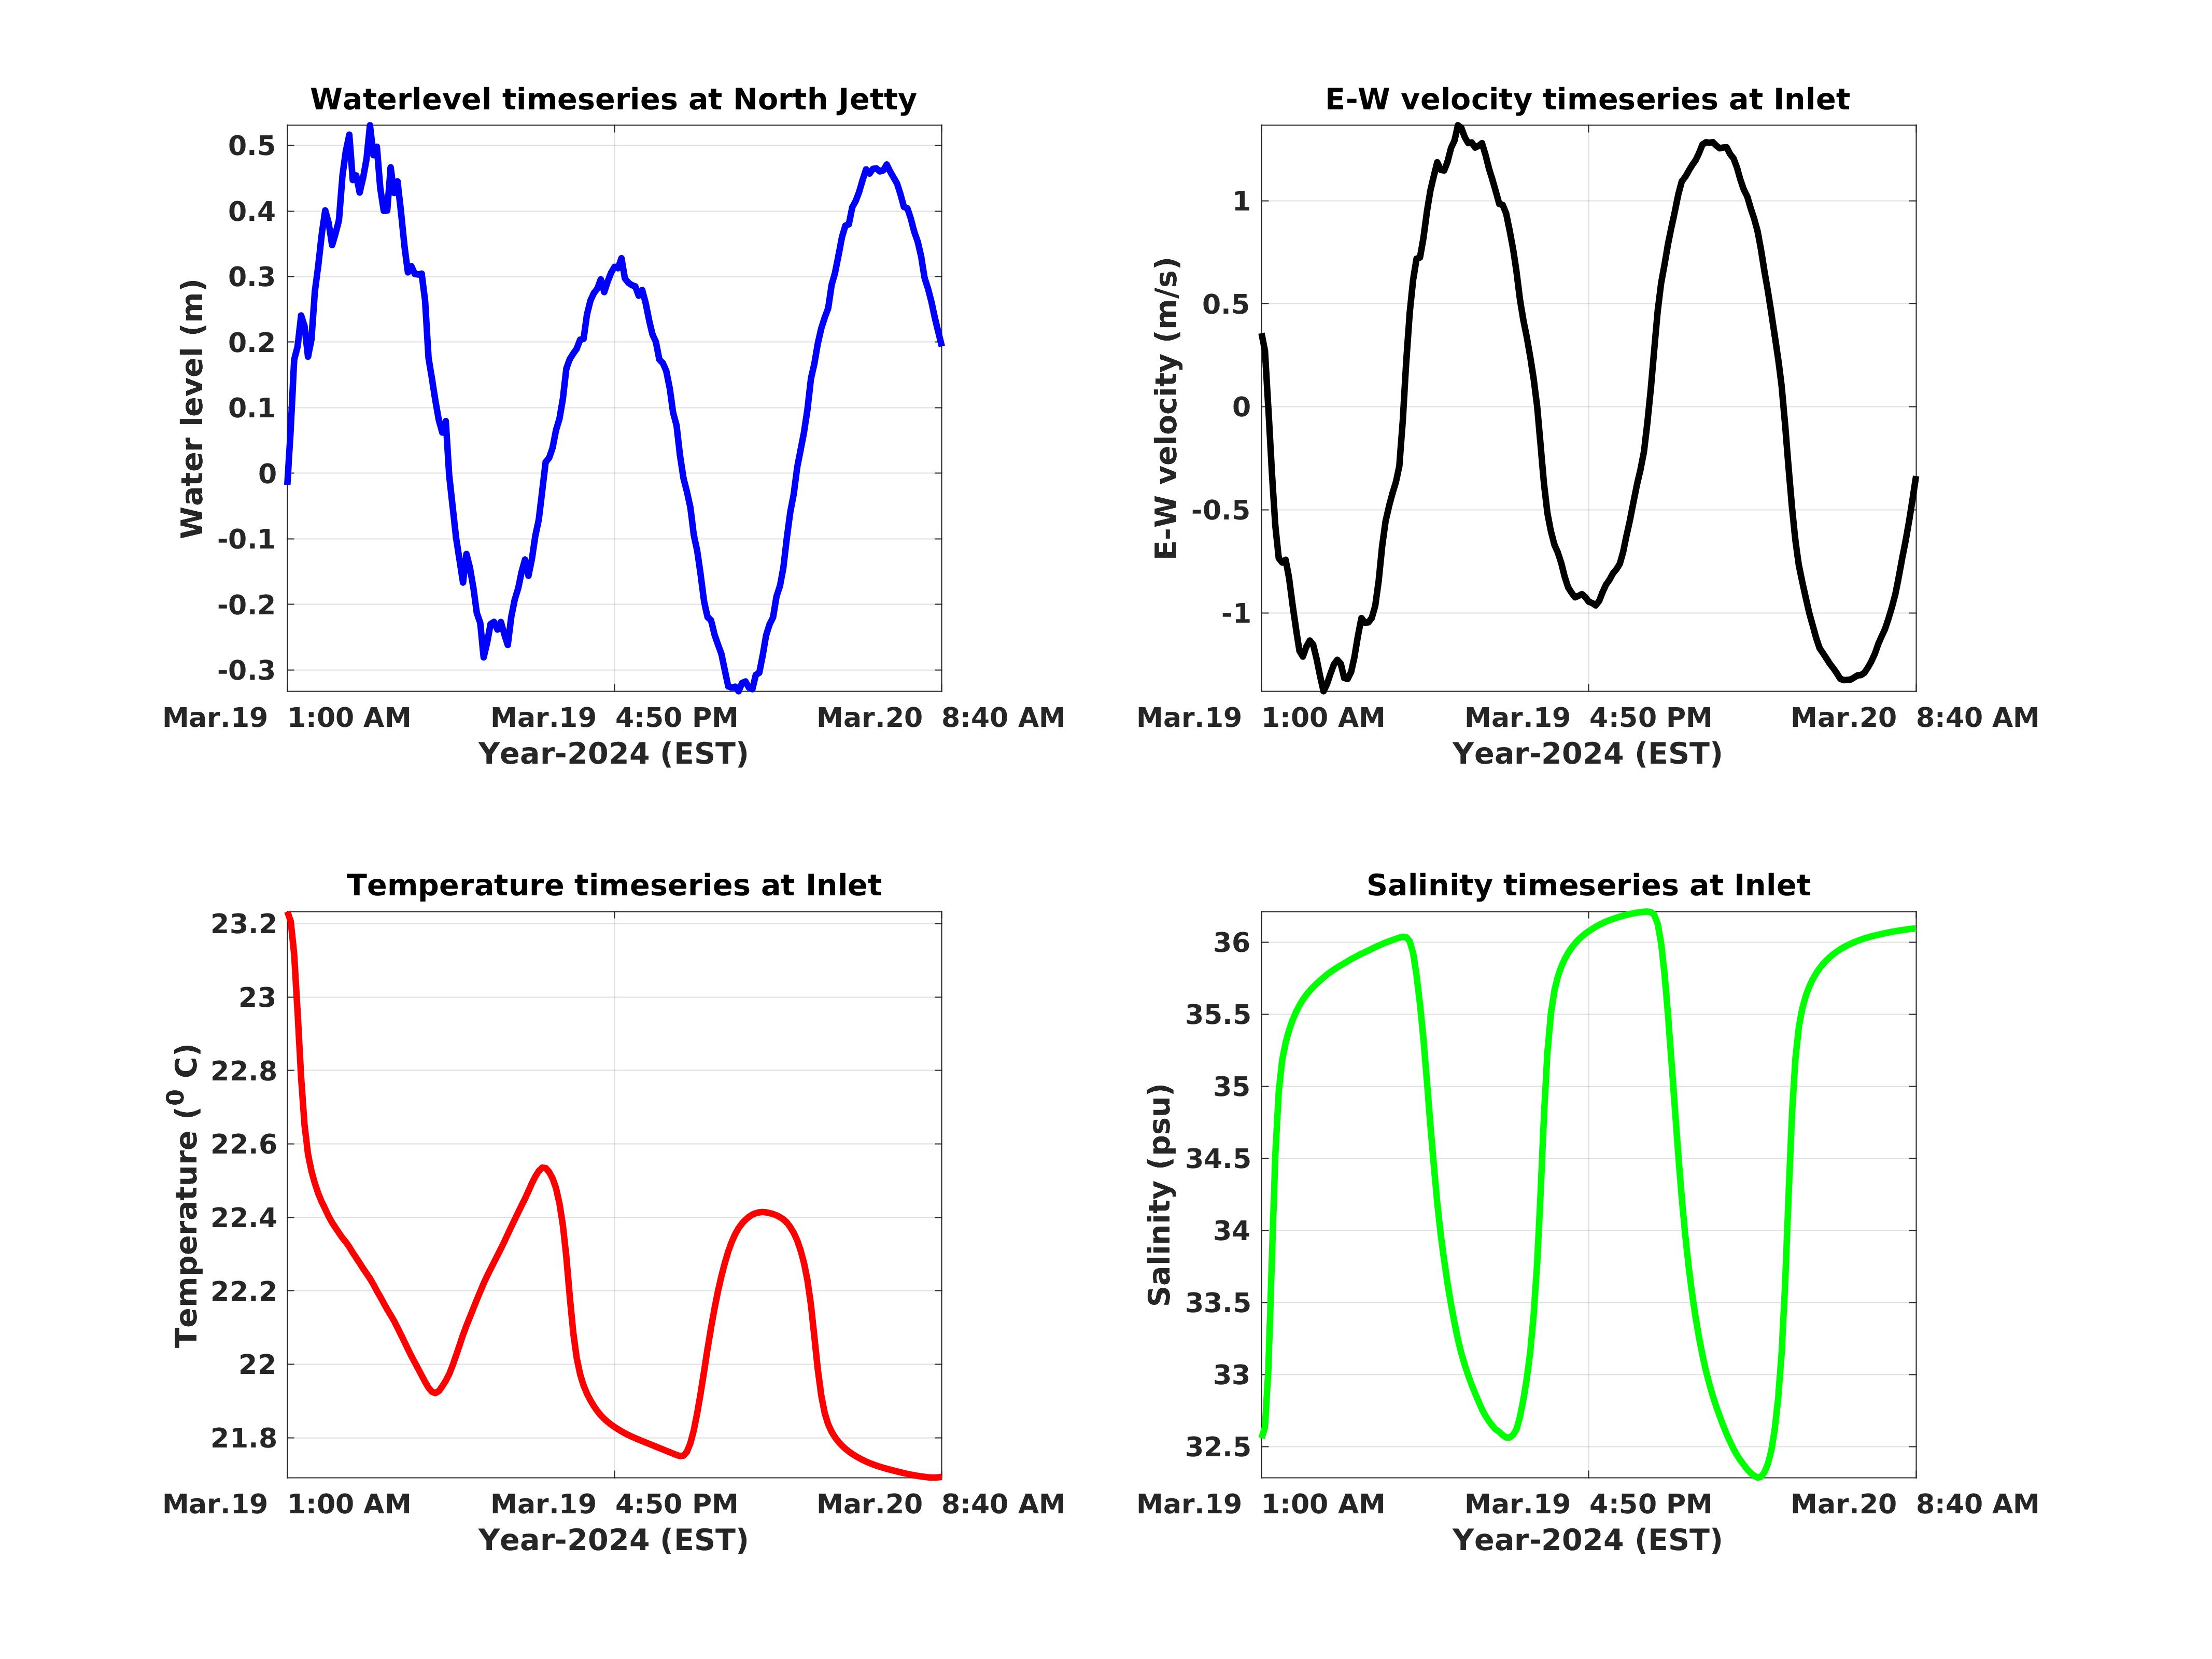 Waterlevel timeseries at North Jetty
0.5
0.4
0.3
0.2
0.1
0
-0.1
-0.2
-0.3
Water level (m)
Mar.19 1:00 AM Mar.19 4:50 PM Mar.20 8:40 AM
Year-2024 (EST)
E-W velocity timeseries at Inlet
1
0.5
0
-0.5
-1
E-W velocity (m/s)
Mar.19 1:00 AM Mar.19 4:50 PM Mar.20 8:40 AM
Year-2024 (EST)
Temperature timeseries at Inlet
23.2
23
22.8
22.6
22.4
22.2
22
21.8
Temperature (⁰ C)
Mar.19 1:00 AM Mar.19 4:50 PM Mar.20 8:40 AM
Year-2024 (EST)
Salinity timeseries at Inlet
36
35.5
35
34.5
34
33.5
33
32.5
Salinity (psu)
Mar.19 1:00 AM Mar.19 4:50 PM Mar.20 8:40 AM
Year-2024 (EST)